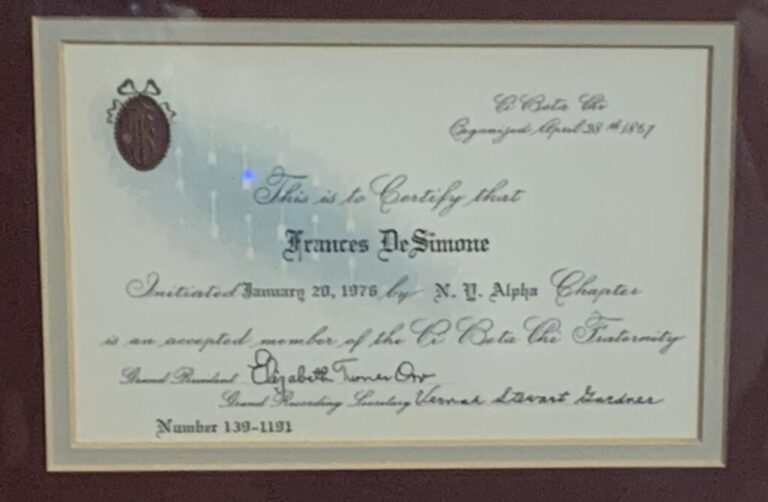 Pi Beta Phi
Organized April 28th 1867
This is to Certify that
Frances DeSimone
Initiated January 20, 1976 by N. Y. Alpha Chapter
is an accepted member of the Pi Beta Phi Fraternity
Grand President Elizabeth Turner Orr
Grand Recording Secretary Vernah Stewart Gardner
Number 139-1191